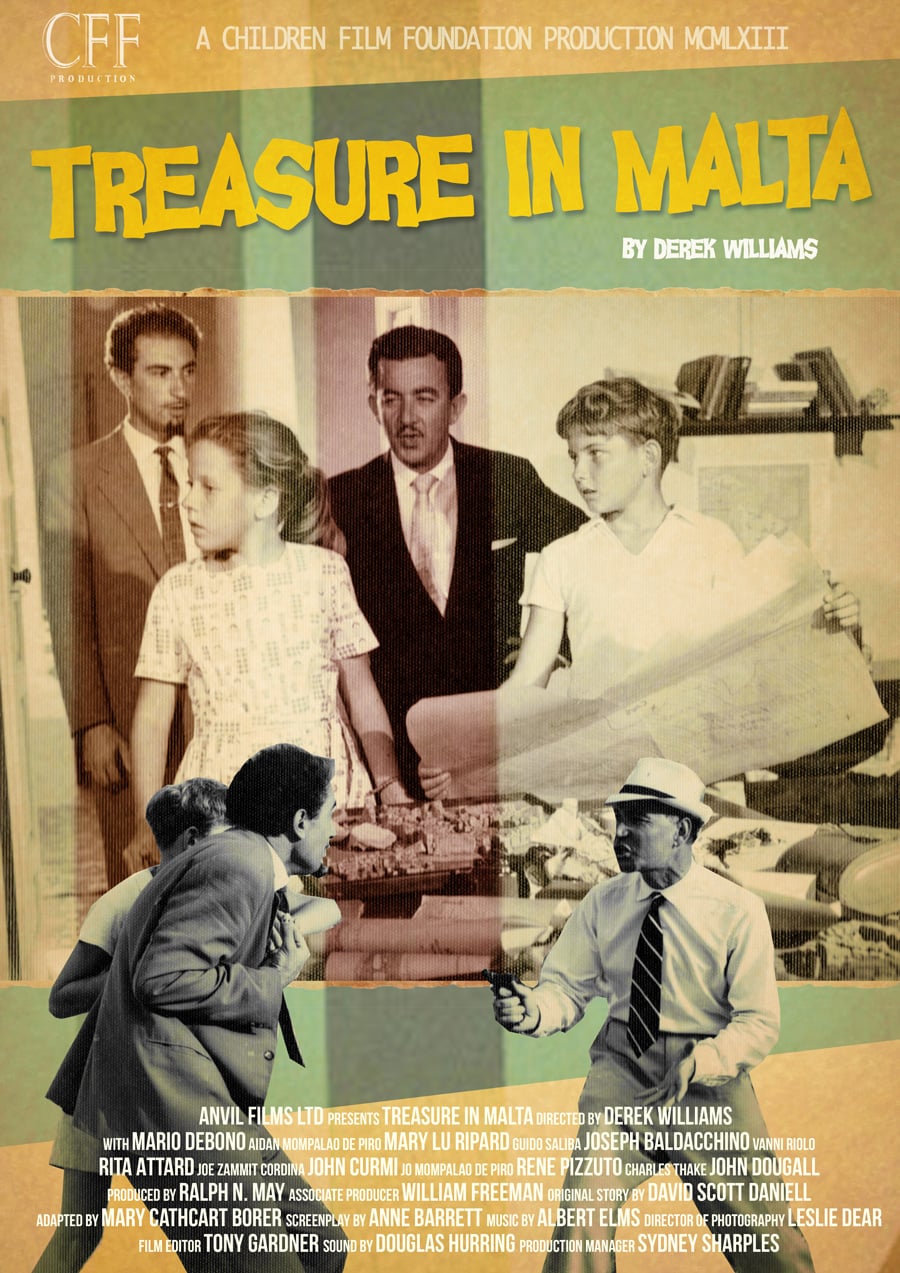 CFF
PRODUCTION
A CHILDREN FILM FOUNDATION PRODUCTION MCMLXIII
TREASURE IN MALTA
BY DEREK WILLIAMS
ANVIL FILMS LTD PRESENTS TREASURE IN MALTA DIRECTED BY DEREK WILLIAMS
WITH MARIO DEBONO AIDAN MOMPALAO DE PIRO MARY LU RIPARD GUIDO SALIBA JOSEPH BALDACCHINO VANNI RIOLO
RITA ATTARD JOE ZAMMIT CORDINA JOHN CURMI JO MOMPALAO DE PIRO RENE PIZZUTO CHARLES THAKE JOHN DOUGALL
PRODUCED BY RALPH N. MAY ASSOCIATE PRODUCER WILLIAM FREEMAN ORIGINAL STORY BY DAVID SCOTT DANIELL
ADAPTED BY MARY CATHCART BORER SCREENPLAY BY ANNE BARRETT MUSIC BY ALBERT ELMS DIRECTOR OF PHOTOGRAPHY LESLIE DEAR
FILM EDITOR TONY GARDNER SOUND BY DOUGLAS HURRING PRODUCTION MANAGER SYDNEY SHARPLES